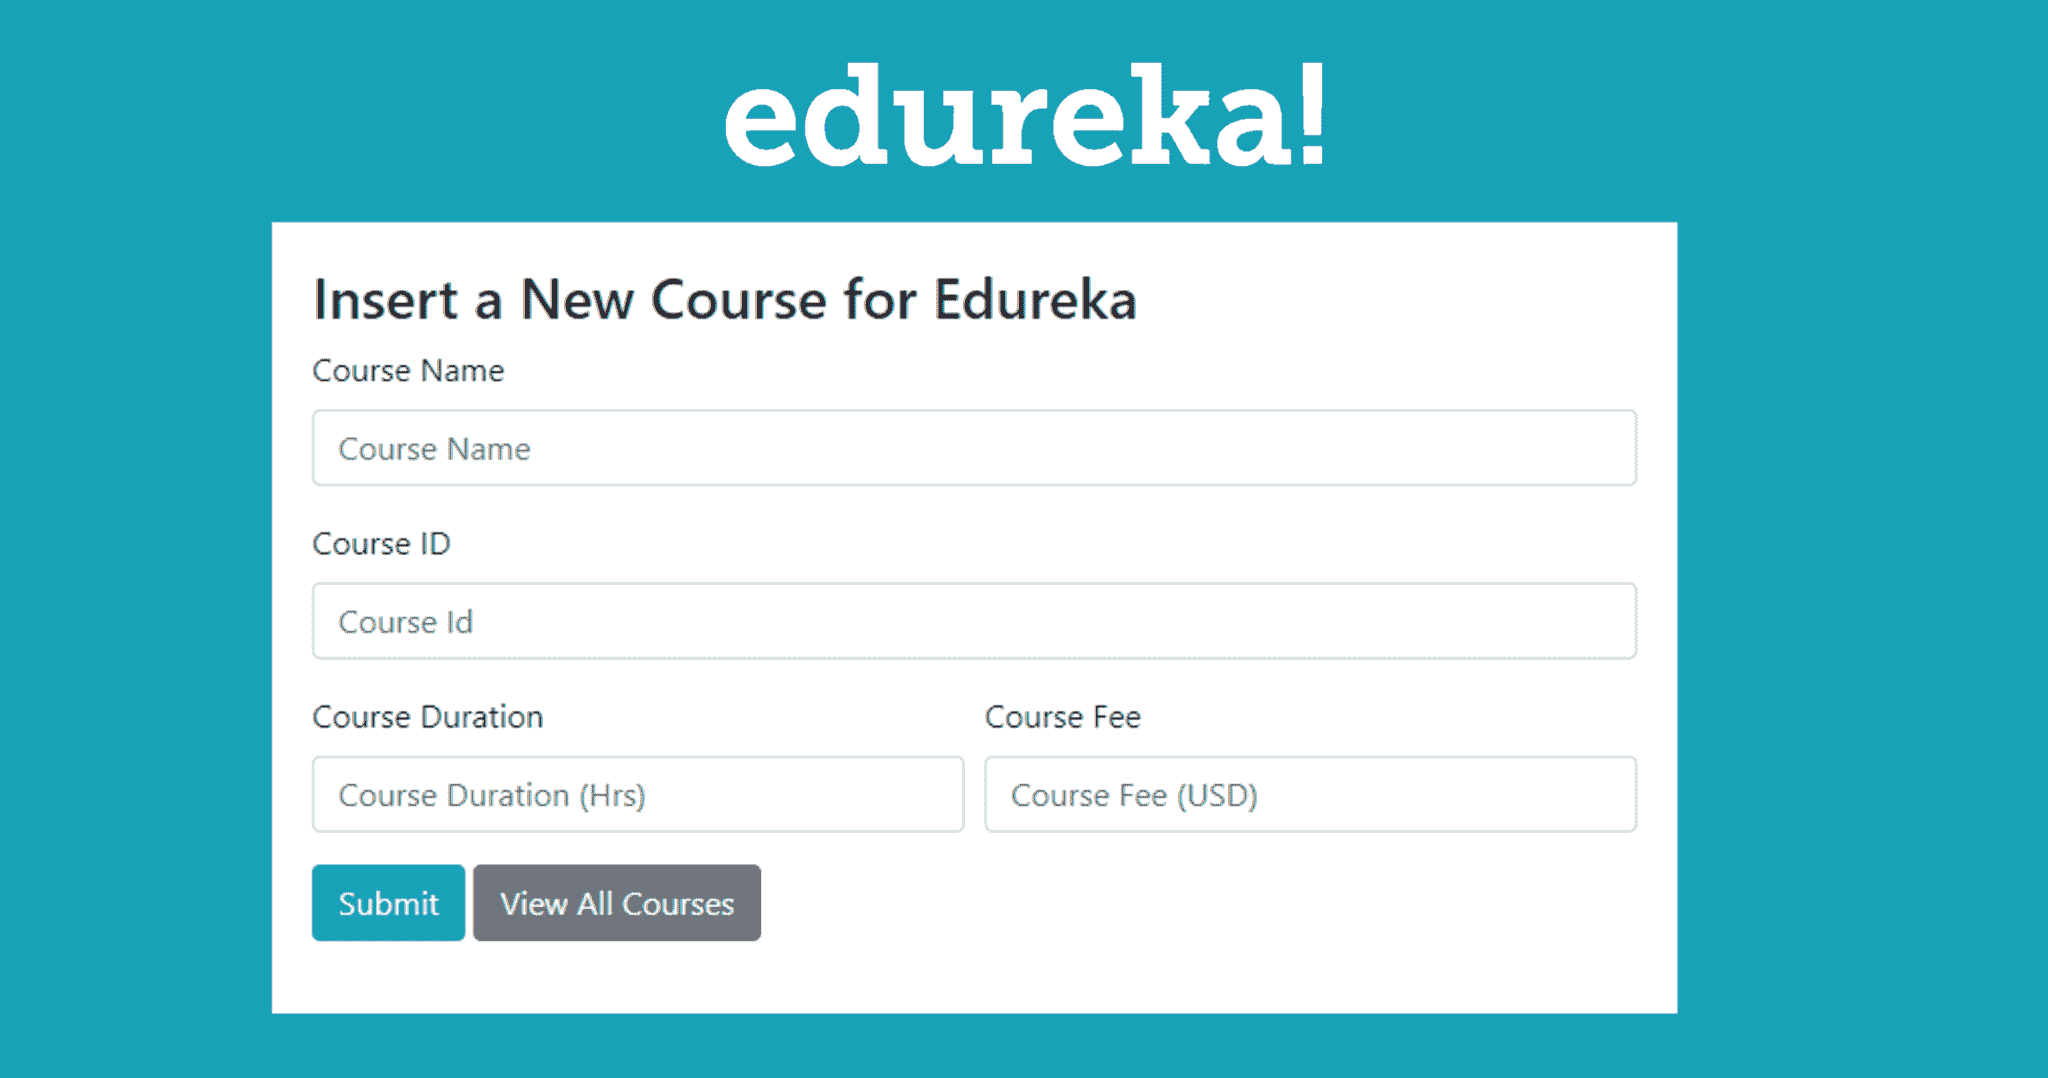 edureka!
Insert a New Course for Edureka
Course Name
Course Name
Course ID
Course Id
Course Duration Course Fee
Course Duration (Hrs) Course Fee (USD)
Submit View All Courses